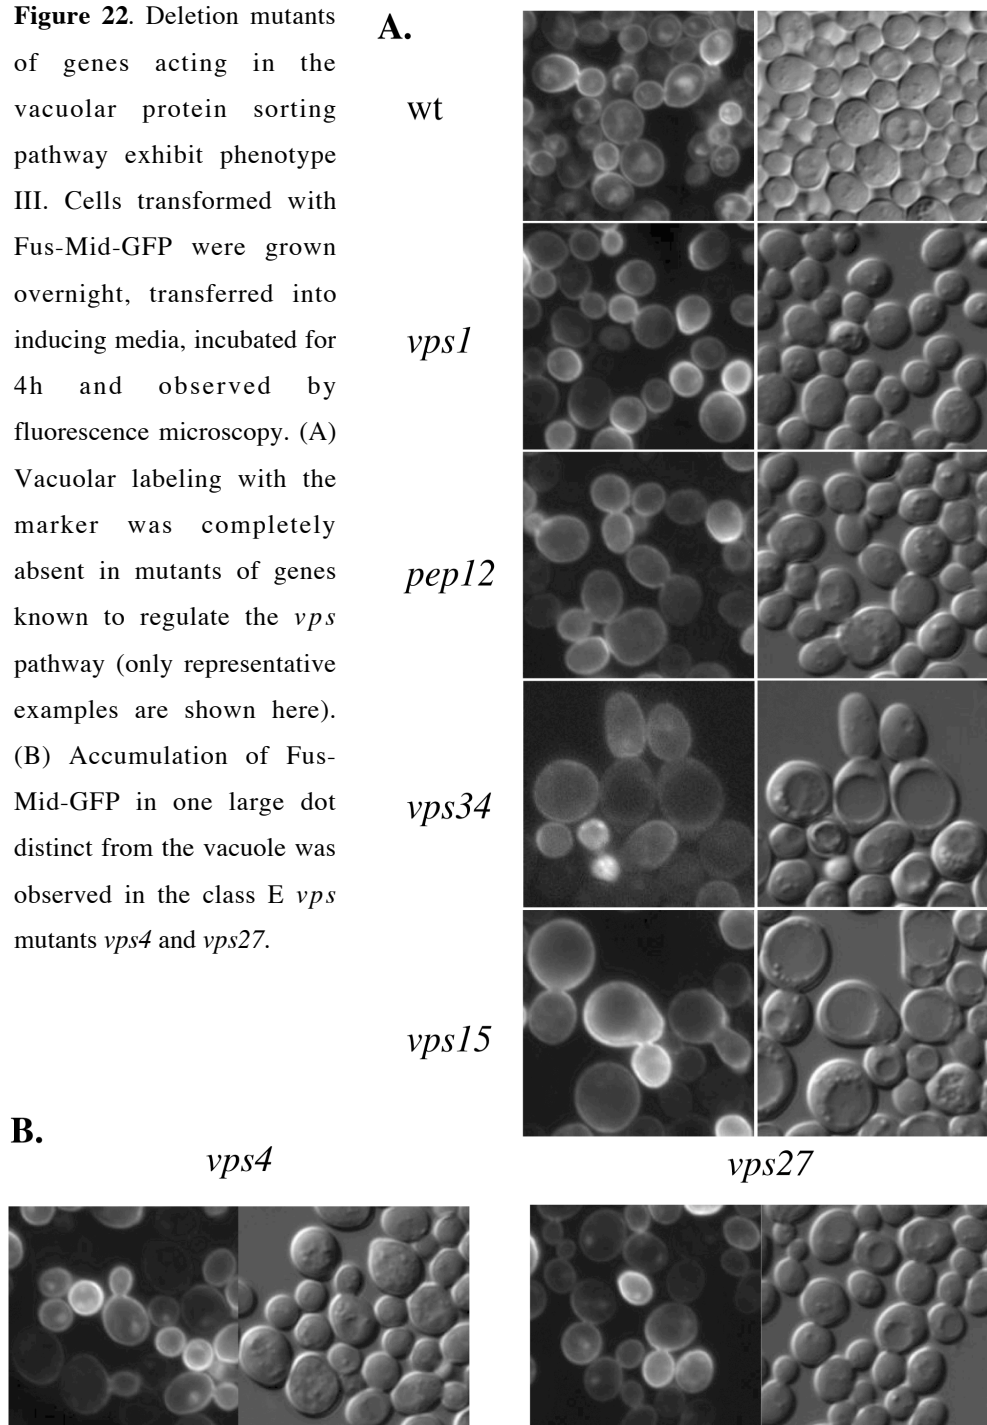 Figure 22. Deletion mutants
of genes acting in the
vacuolar protein sorting
pathway exhibit phenotype
III. Cells transformed with
Fus-Mid-GFP were grown
overnight, transferred into
inducing media, incubated for
4h and observed by
fluorescence microscopy. (A)
Vacuolar labeling with the
marker was completely
absent in mutants of genes
known to regulate the vps
pathway (only representative
examples are shown here).
(B) Accumulation of Fus-
Mid-GFP in one large dot
distinct from the vacuole was
observed in the class E vps
mutants vps4 and vps27.
A.
wt
vps1
pep12
vps34
vps15
B.
vps4
vps27